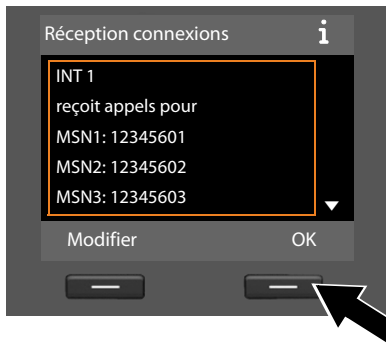 Réception connexions i
INT 1
reçoit appels pour
MSN1: 12345601
MSN2: 12345602
MSN3: 12345603
Modifier OK